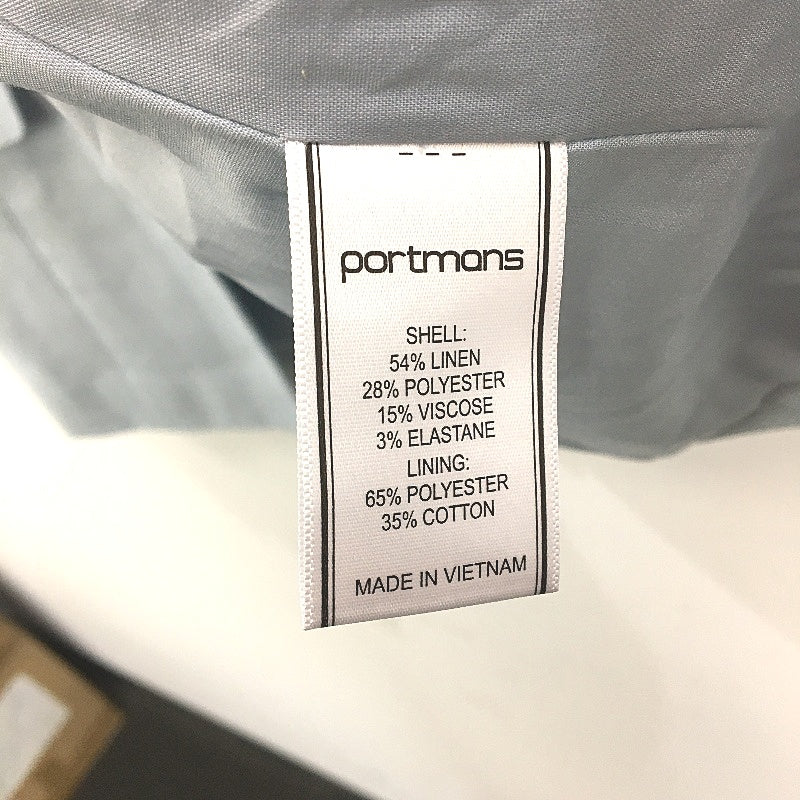 portmans
SHELL:
54% LINEN
28% POLYESTER
15% VISCOSE
3% ELASTANE
LINING:
65% POLYESTER
35% COTTON
MADE IN VIETNAM